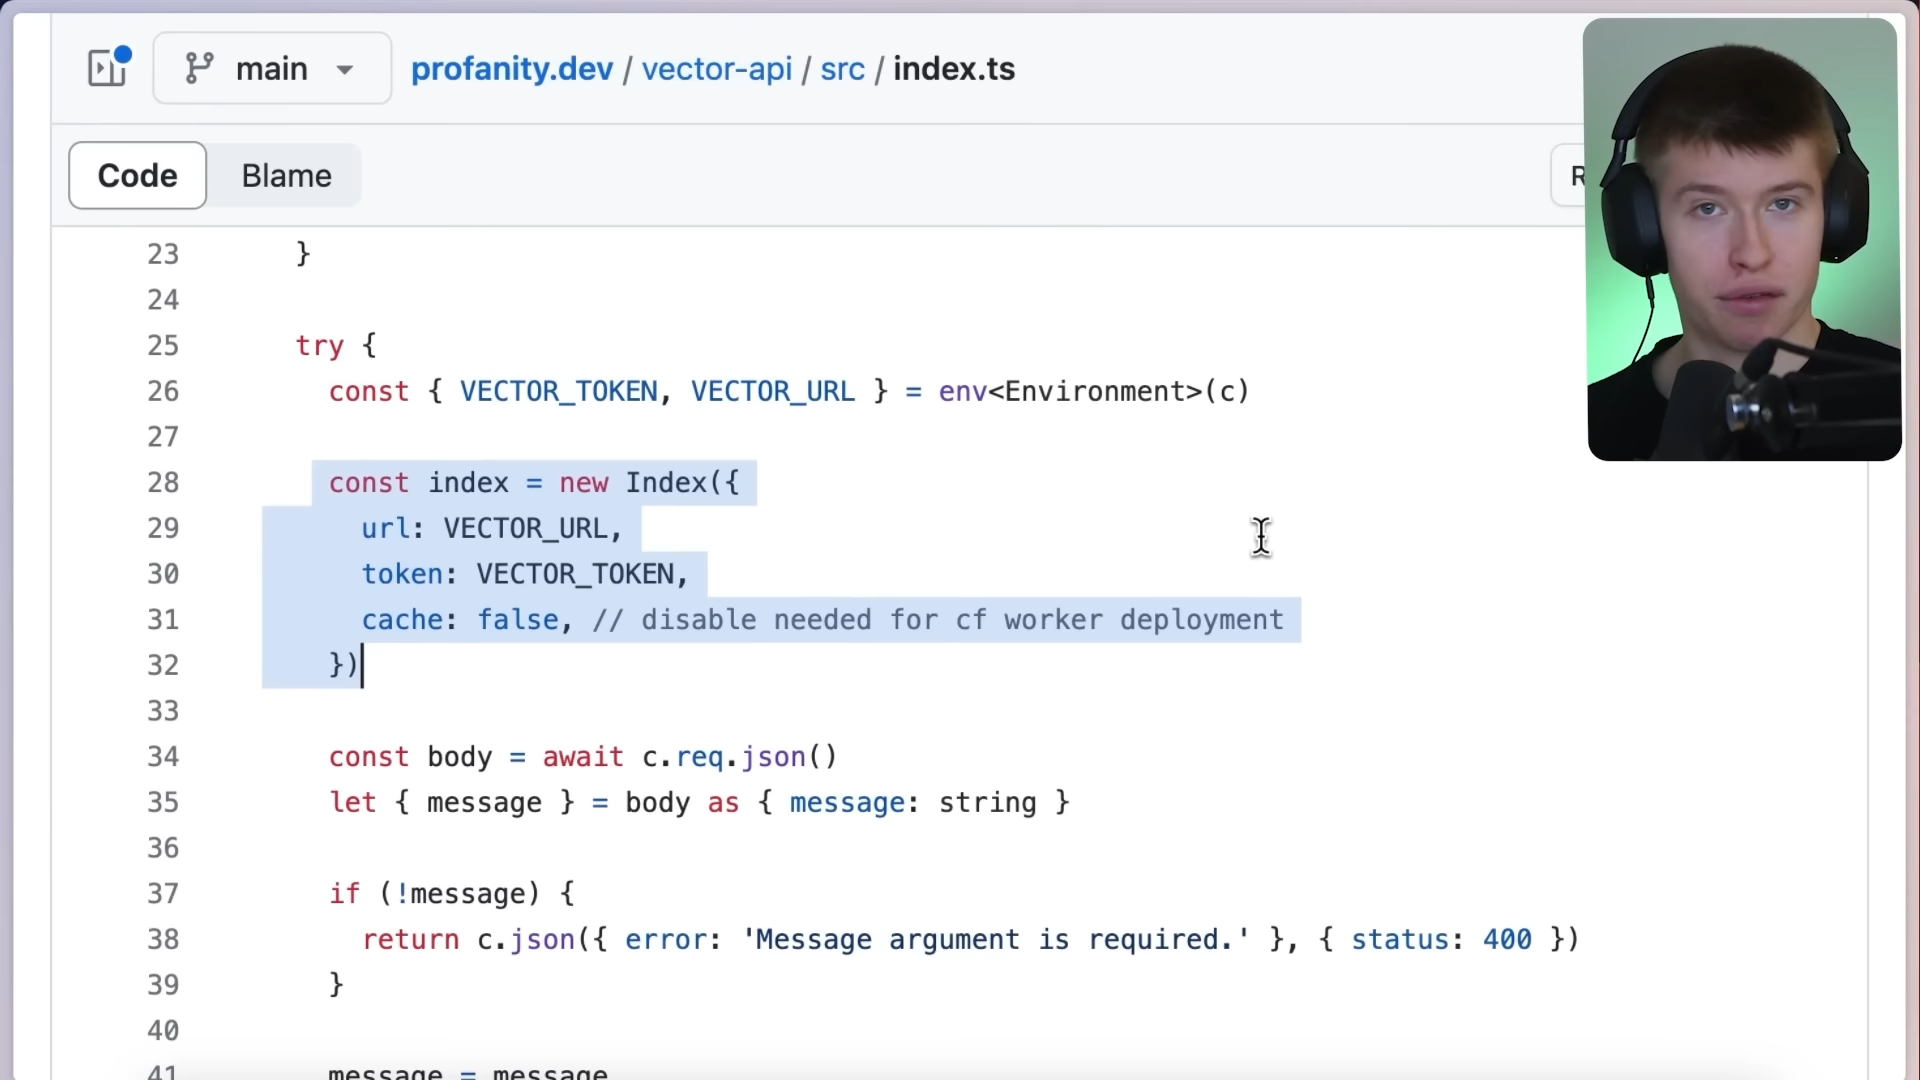 main
profanity.dev / vector-api / src / index.ts
Code
Blame
R
23 }
24
25 try {
26 const { VECTOR_TOKEN, VECTOR_URL } = env<Environment>(c)
27
28 const index = new Index({
29 url: VECTOR_URL,
30 token: VECTOR_TOKEN,
31 cache: false, // disable needed for cf worker deployment
32 })
33
34 const body = await c.req.json()
35 let { message } = body as { message: string }
36
37 if (!message) {
38 return c.json({ error: 'Message argument is required.' }, { status: 400 })
39 }
40
41 message = message